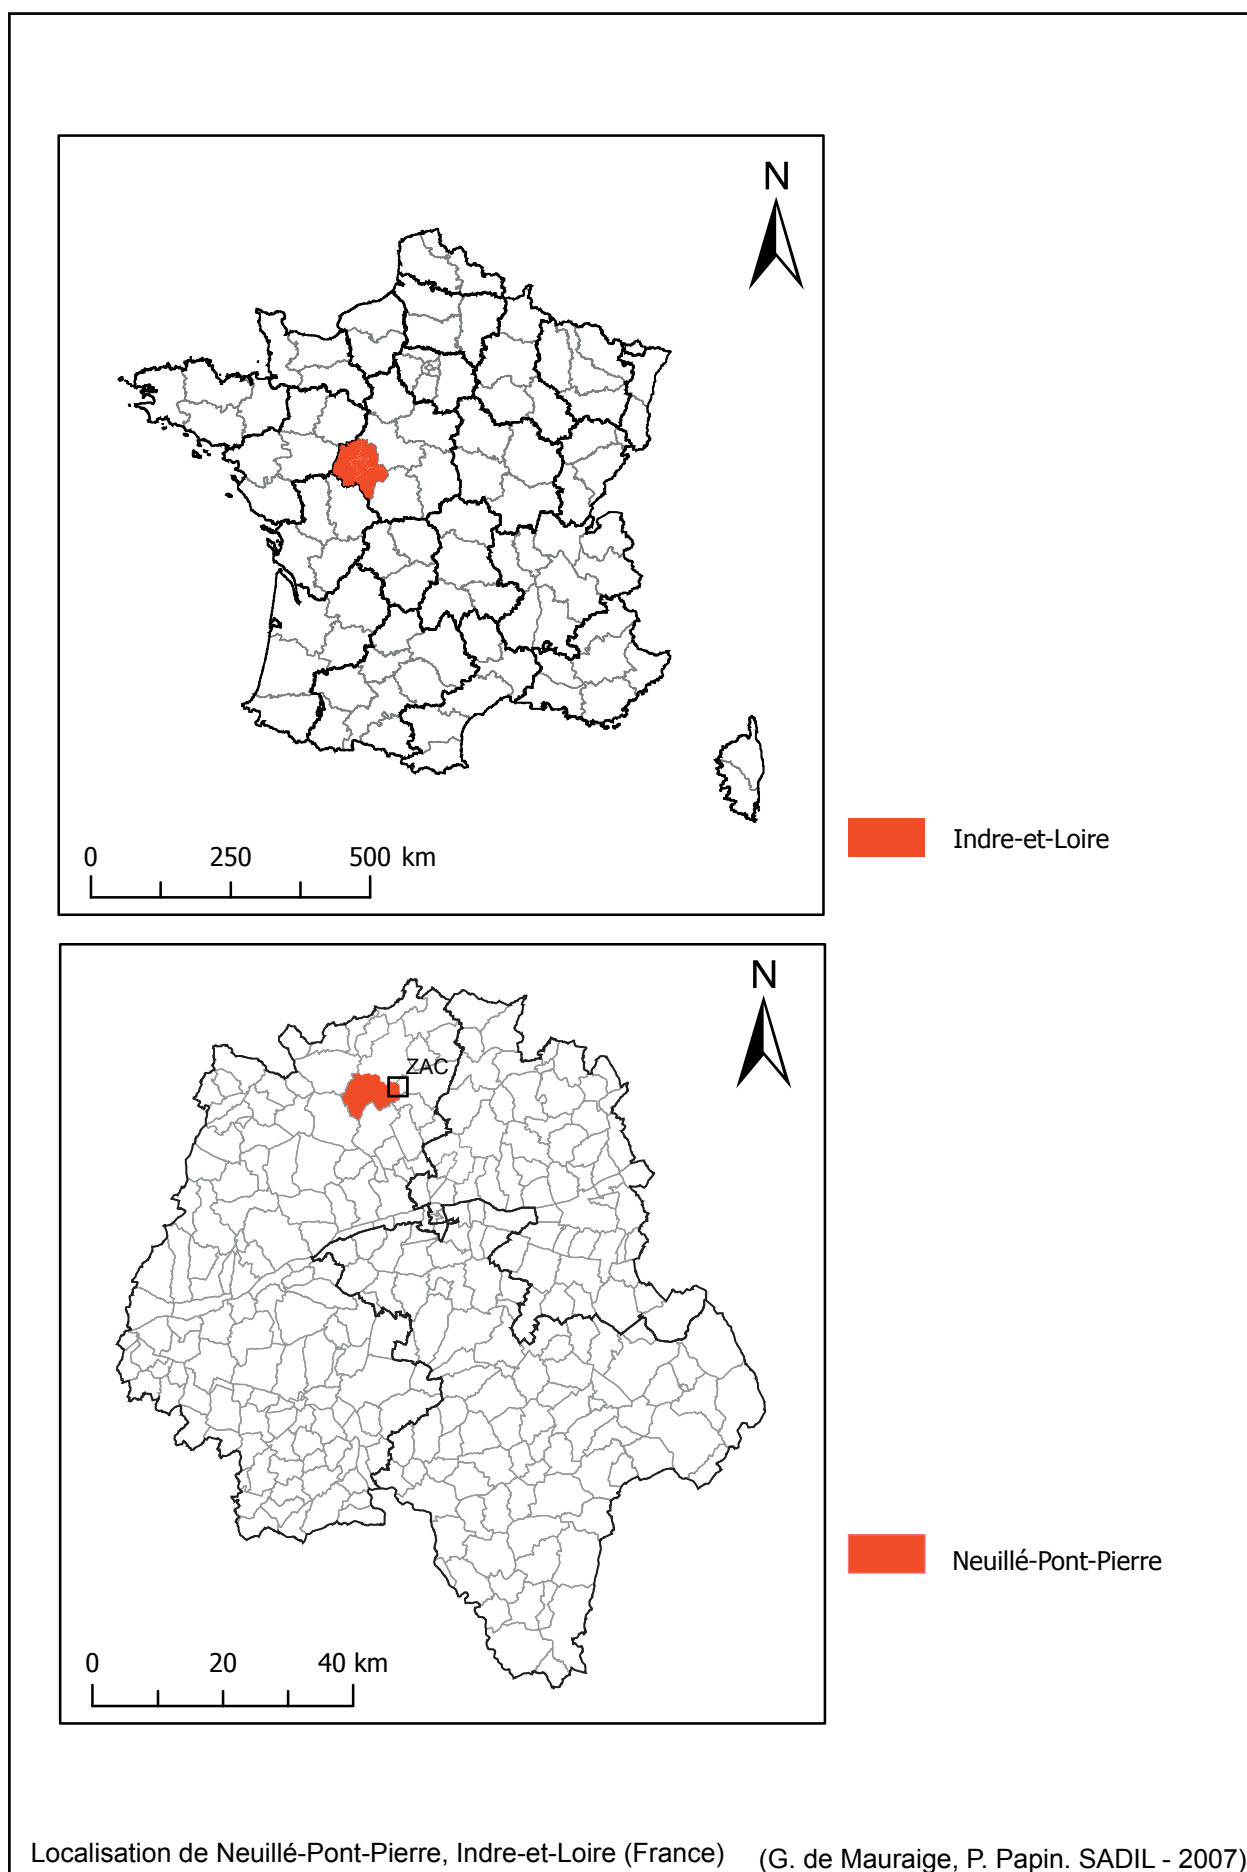 N
0 250 500 km
Indre-et-Loire
N
ZAC
0 20 40 km
Neuillé-Pont-Pierre
Localisation de Neuillé-Pont-Pierre, Indre-et-Loire (France) (G. de Mauraige, P. Papin. SADIL - 2007)